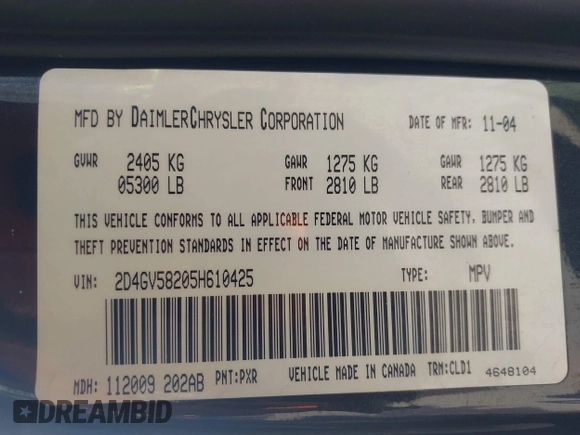 MFD BY DAIMLERCHRYSLER CORPORATION DATE OF MFR: 11-04
GVWR 2405 KG GAWR 1275 KG GAWR 1275 KG
05300 LB FRONT 2810 LB REAR 2810 LB
THIS VEHICLE CONFORMS TO ALL APPLICABLE FEDERAL MOTOR VEHICLE SAFETY, BUMPER AND
THEFT PREVENTION STANDARDS IN EFFECT ON THE DATE OF MANUFACTURE SHOWN ABOVE.
VIN: 2D4GV58205H610425 TYPE: MPV
MDH: 112009 202AB PNT:PXR VEHICLE MADE IN CANADA TRM:CLD1 4648104
DREAMBID